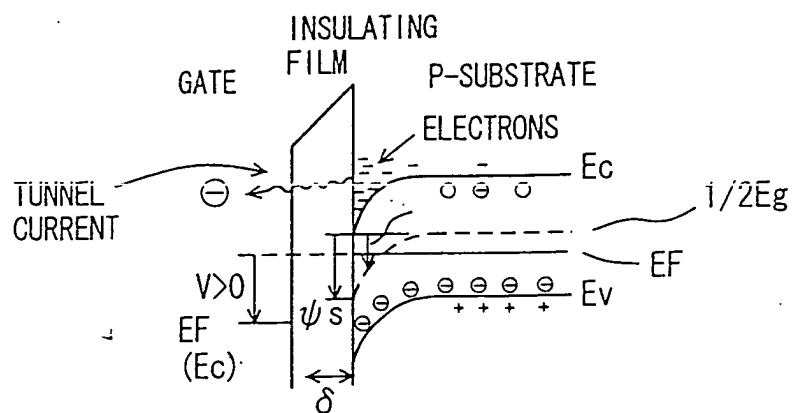 INSULATING
FILM
GATE
P-SUBSTRATE
ELECTRONS
Ec
TUNNEL
CURRENT
1/2Eg
EF
V>0
Ev
ψs
EF
(Ec)
δ